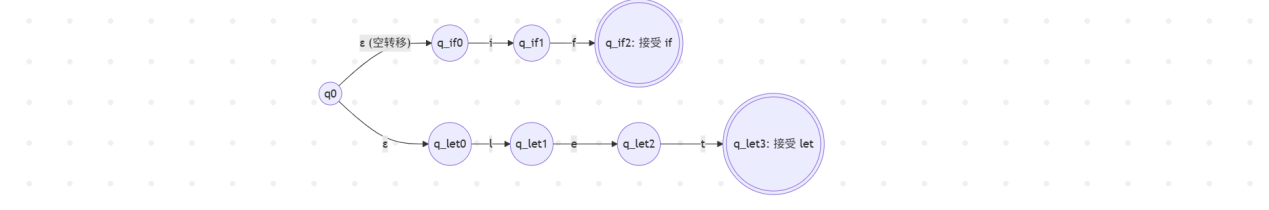 ε (空转移)
q_if0
i
q_if1
f
q_if2: 接受 if
q0
ε
q_let0
l
q_let1
e
q_let2
t
q_let3: 接受 let